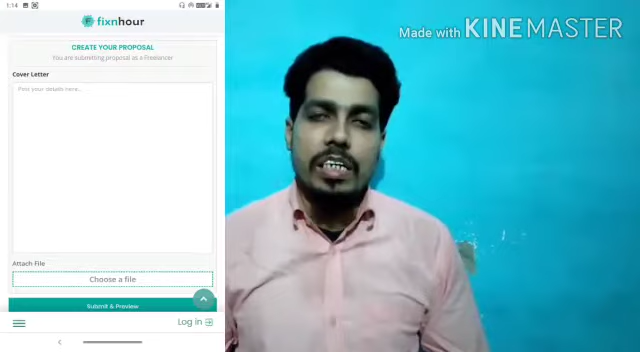 1:14
fixnhour
CREATE YOUR PROPOSAL
You are submitting proposal as a Freelancer
Cover Letter
Post your details here...
Attach File
Choose a file
Submit & Preview
Log in
Made with KINEMASTER